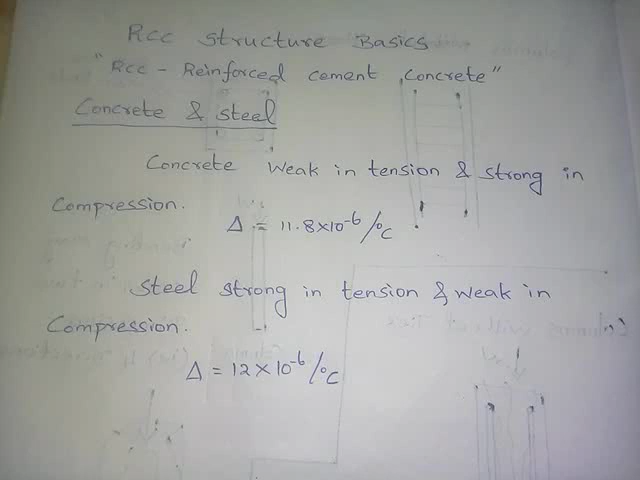 Rcc Structure Basics
"Rcc - Reinforced cement Concrete"
Concrete & steel
Concrete Weak in tension & strong in
Compression.
Δ = 11.8×10-6/°C
Steel strong in tension & weak in
Compression.
Δ = 12×10-6/°C